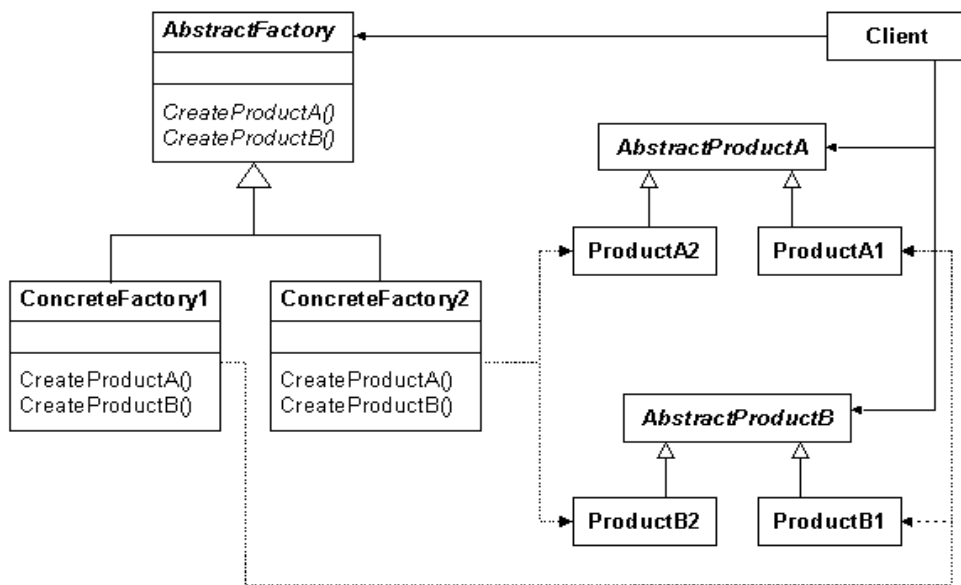 AbstractFactory
Client
CreateProductA()
CreateProductB()
AbstractProductA
ProductA2
ProductA1
ConcreteFactory1
ConcreteFactory2
CreateProductA()
CreateProductB()
CreateProductA()
CreateProductB()
AbstractProductB
ProductB2
ProductB1